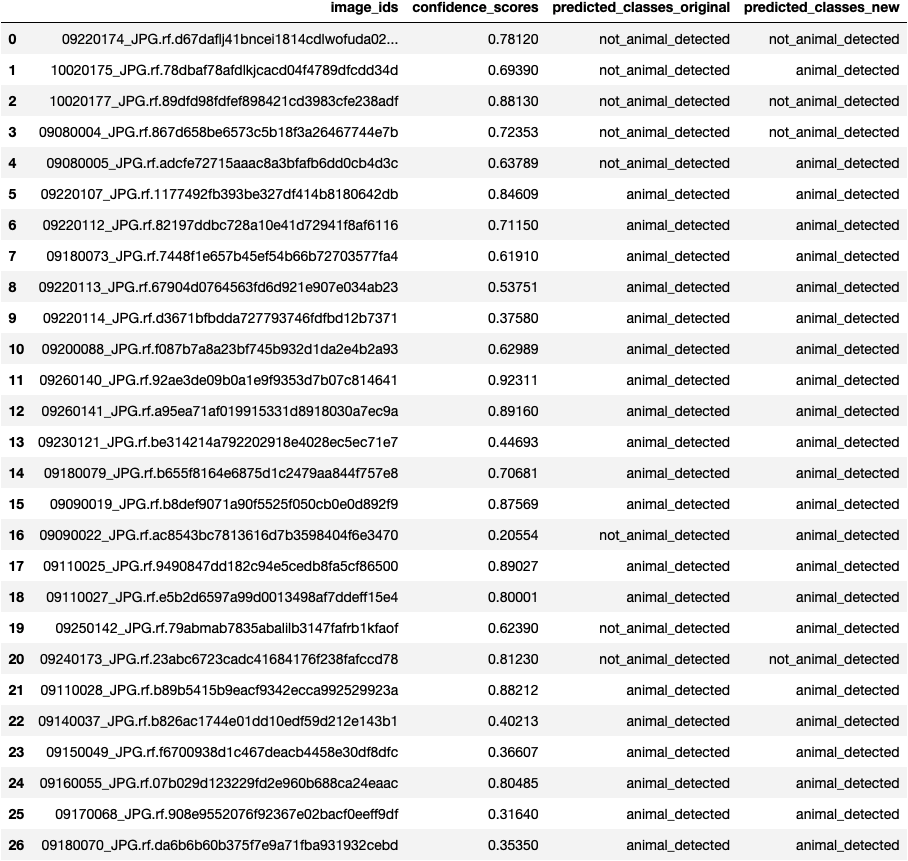 image_ids confidence_scores predicted_classes_original predicted_classes_new
0 09220174_JPG.rf.d67daflj41bncei1814cdlwofuda02... 0.78120 not_animal_detected not_animal_detected
1 10020175_JPG.rf.78dbaf78afdlkjcacd04f4789dfcdd34d 0.69390 not_animal_detected animal_detected
2 10020177_JPG.rf.89dfd98fdfef898421cd3983cfe238adf 0.88130 not_animal_detected not_animal_detected
3 09080004_JPG.rf.867d658be6573c5b18f3a26467744e7b 0.72353 not_animal_detected not_animal_detected
4 09080005_JPG.rf.adcfe72715aaac8a3bfafb6dd0cb4d3c 0.63789 not_animal_detected animal_detected
5 09220107_JPG.rf.1177492fb393be327df414b8180642db 0.84609 animal_detected animal_detected
6 09220112_JPG.rf.82197ddbc728a10e41d72941f8af6116 0.71150 animal_detected animal_detected
7 09180073_JPG.rf.7448f1e657b45ef54b66b72703577fa4 0.61910 animal_detected animal_detected
8 09220113_JPG.rf.67904d0764563fd6d921e907e034ab23 0.53751 animal_detected animal_detected
9 09220114_JPG.rf.d3671bfbdda727793746fdfbd12b7371 0.37580 animal_detected animal_detected
10 09200088_JPG.rf.f087b7a8a23bf745b932d1da2e4b2a93 0.62989 animal_detected animal_detected
11 09260140_JPG.rf.92ae3de09b0a1e9f9353d7b07c814641 0.92311 animal_detected animal_detected
12 09260141_JPG.rf.a95ea71af019915331d8918030a7ec9a 0.89160 animal_detected animal_detected
13 09230121_JPG.rf.be314214a792202918e4028ec5ec71e7 0.44693 animal_detected animal_detected
14 09180079_JPG.rf.b655f8164e6875d1c2479aa844f757e8 0.70681 animal_detected animal_detected
15 09090019_JPG.rf.b8def9071a90f5525f050cb0e0d892f9 0.87569 animal_detected animal_detected
16 09090022_JPG.rf.ac8543bc7813616d7b3598404f6e3470 0.20554 not_animal_detected animal_detected
17 09110025_JPG.rf.9490847dd182c94e5cedb8fa5cf86500 0.89027 animal_detected animal_detected
18 09110027_JPG.rf.e5b2d6597a99d0013498af7ddeff15e4 0.80001 animal_detected animal_detected
19 09250142_JPG.rf.79abmab7835abalilb3147fafrb1kfaof 0.62390 not_animal_detected animal_detected
20 09240173_JPG.rf.23abc6723cadc41684176f238fafccd78 0.81230 not_animal_detected not_animal_detected
21 09110028_JPG.rf.b89b5415b9eacf9342ecca992529923a 0.88212 animal_detected animal_detected
22 09140037_JPG.rf.b826ac1744e01dd10edf59d212e143b1 0.40213 animal_detected animal_detected
23 09150049_JPG.rf.f6700938d1c467deacb4458e30df8dfc 0.36607 animal_detected animal_detected
24 09160055_JPG.rf.07b029d123229fd2e960b688ca24eaac 0.80485 animal_detected animal_detected
25 09170068_JPG.rf.908e9552076f92367e02bacf0eeff9df 0.31640 animal_detected animal_detected
26 09180070_JPG.rf.da6b6b60b375f7e9a71fba931932cebd 0.35350 animal_detected animal_detected